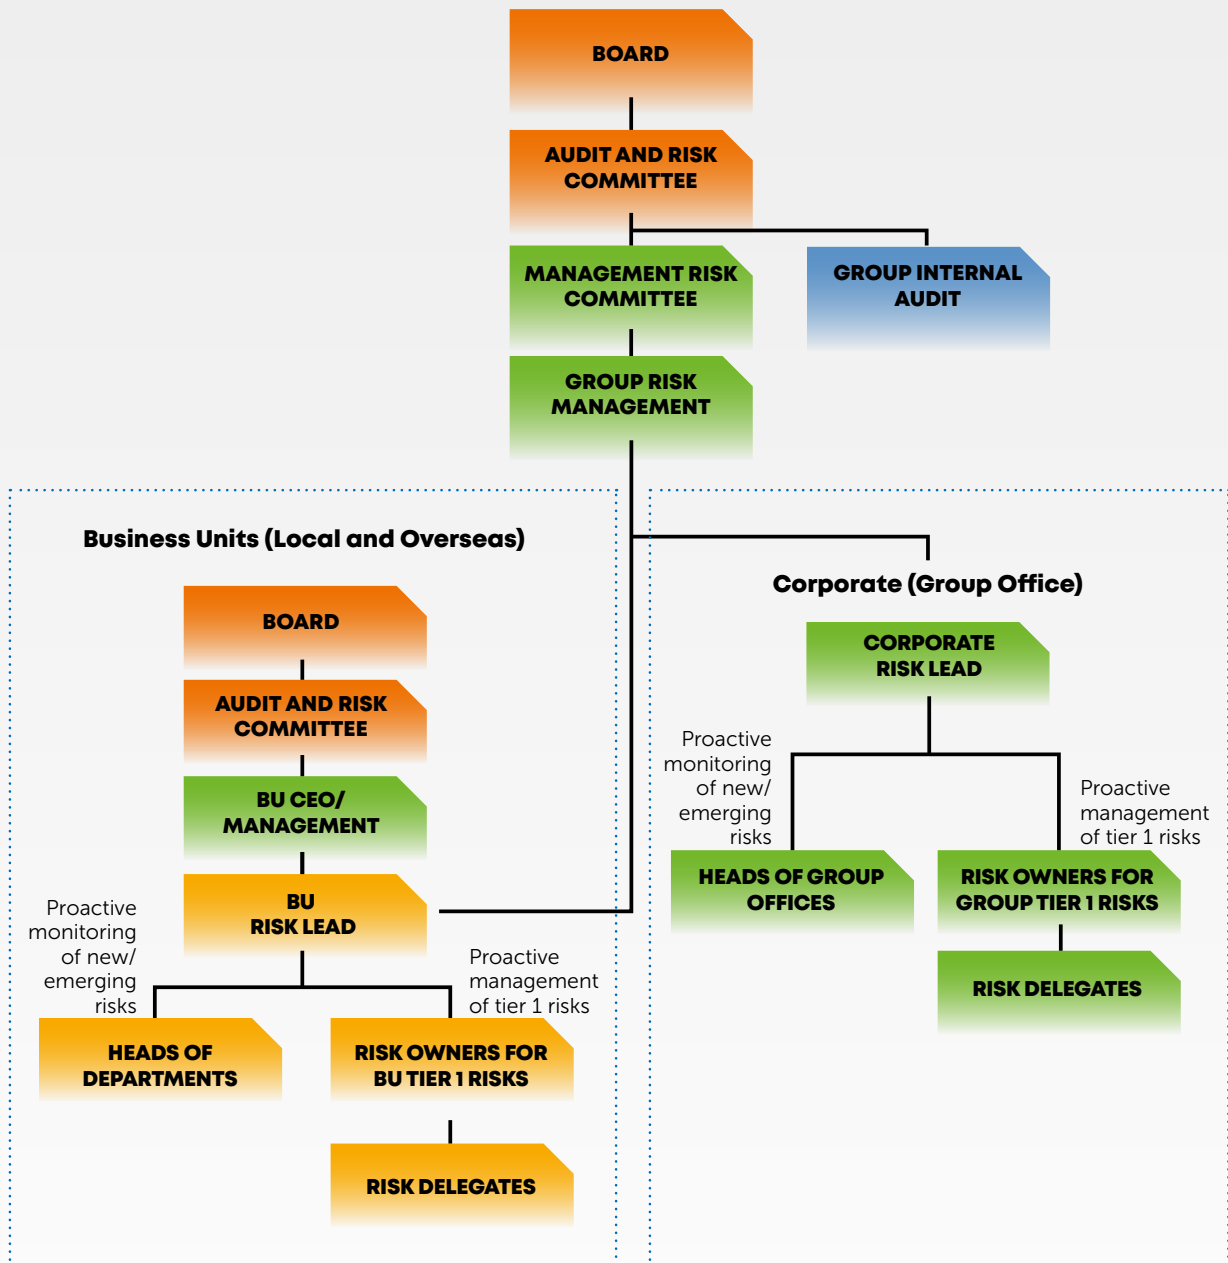 BOARD
AUDIT AND RISK
COMMITTEE
MANAGEMENT RISK
COMMITTEE
GROUP INTERNAL
AUDIT
GROUP RISK
MANAGEMENT
Business Units (Local and Overseas)
BOARD
AUDIT AND RISK
COMMITTEE
BU CEO/
MANAGEMENT
BU
RISK LEAD
Proactive
monitoring
of new/
emerging
risks
Proactive
management
of tier 1 risks
HEADS OF
DEPARTMENTS
RISK OWNERS FOR
BU TIER 1 RISKS
RISK DELEGATES
Corporate (Group Office)
CORPORATE
RISK LEAD
Proactive
monitoring
of new/
emerging
risks
Proactive
management
of tier 1 risks
HEADS OF GROUP
OFFICES
RISK OWNERS FOR
GROUP TIER 1 RISKS
RISK DELEGATES